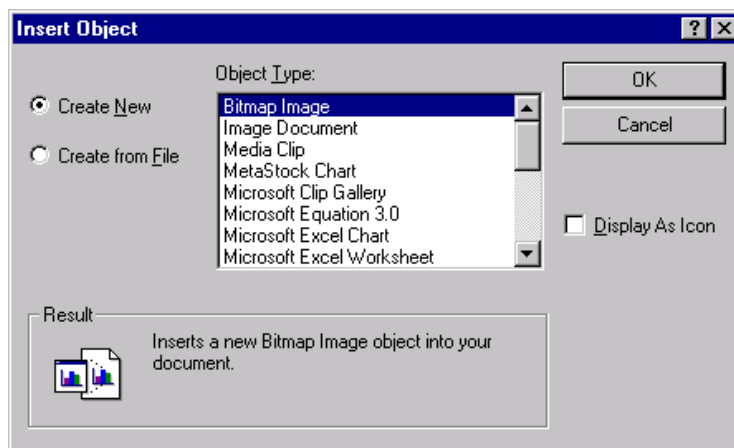 Insert Object
Create New
Create from File
Object Type:
Bitmap Image
Image Document
Media Clip
MetaStock Chart
Microsoft Clip Gallery
Microsoft Equation 3.0
Microsoft Excel Chart
Microsoft Excel Worksheet
OK
Cancel
Display As Icon
Result
Inserts a new Bitmap Image object into your
document.